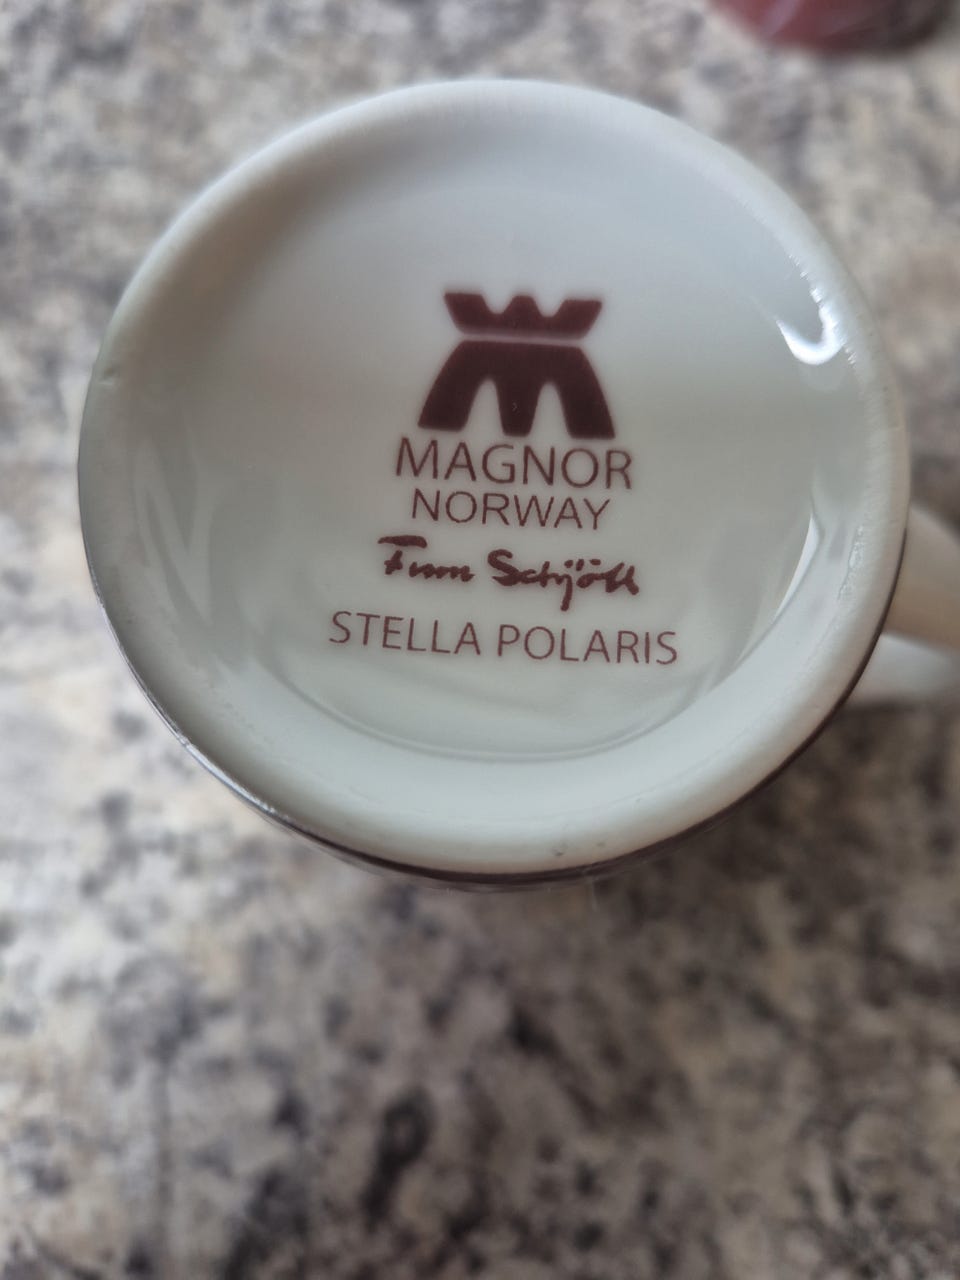 MAGNOR
NORWAY
Finn Schjöll
STELLA POLARIS